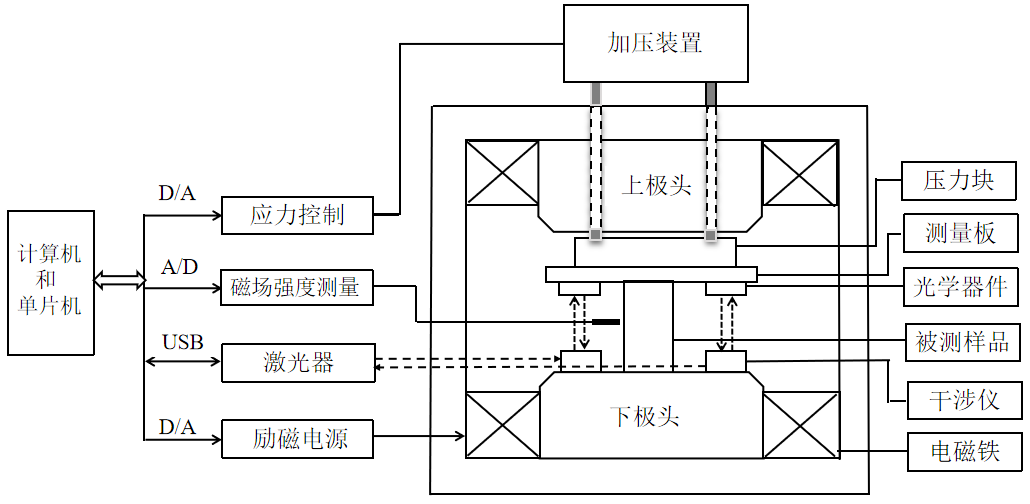 加压装置
上极头
压力块
D/A
应力控制
测量板
计算机
和
单片机
A/D
磁场强度测量
光学器件
USB
激光器
被测样品
干涉仪
下极头
D/A
励磁电源
电磁铁